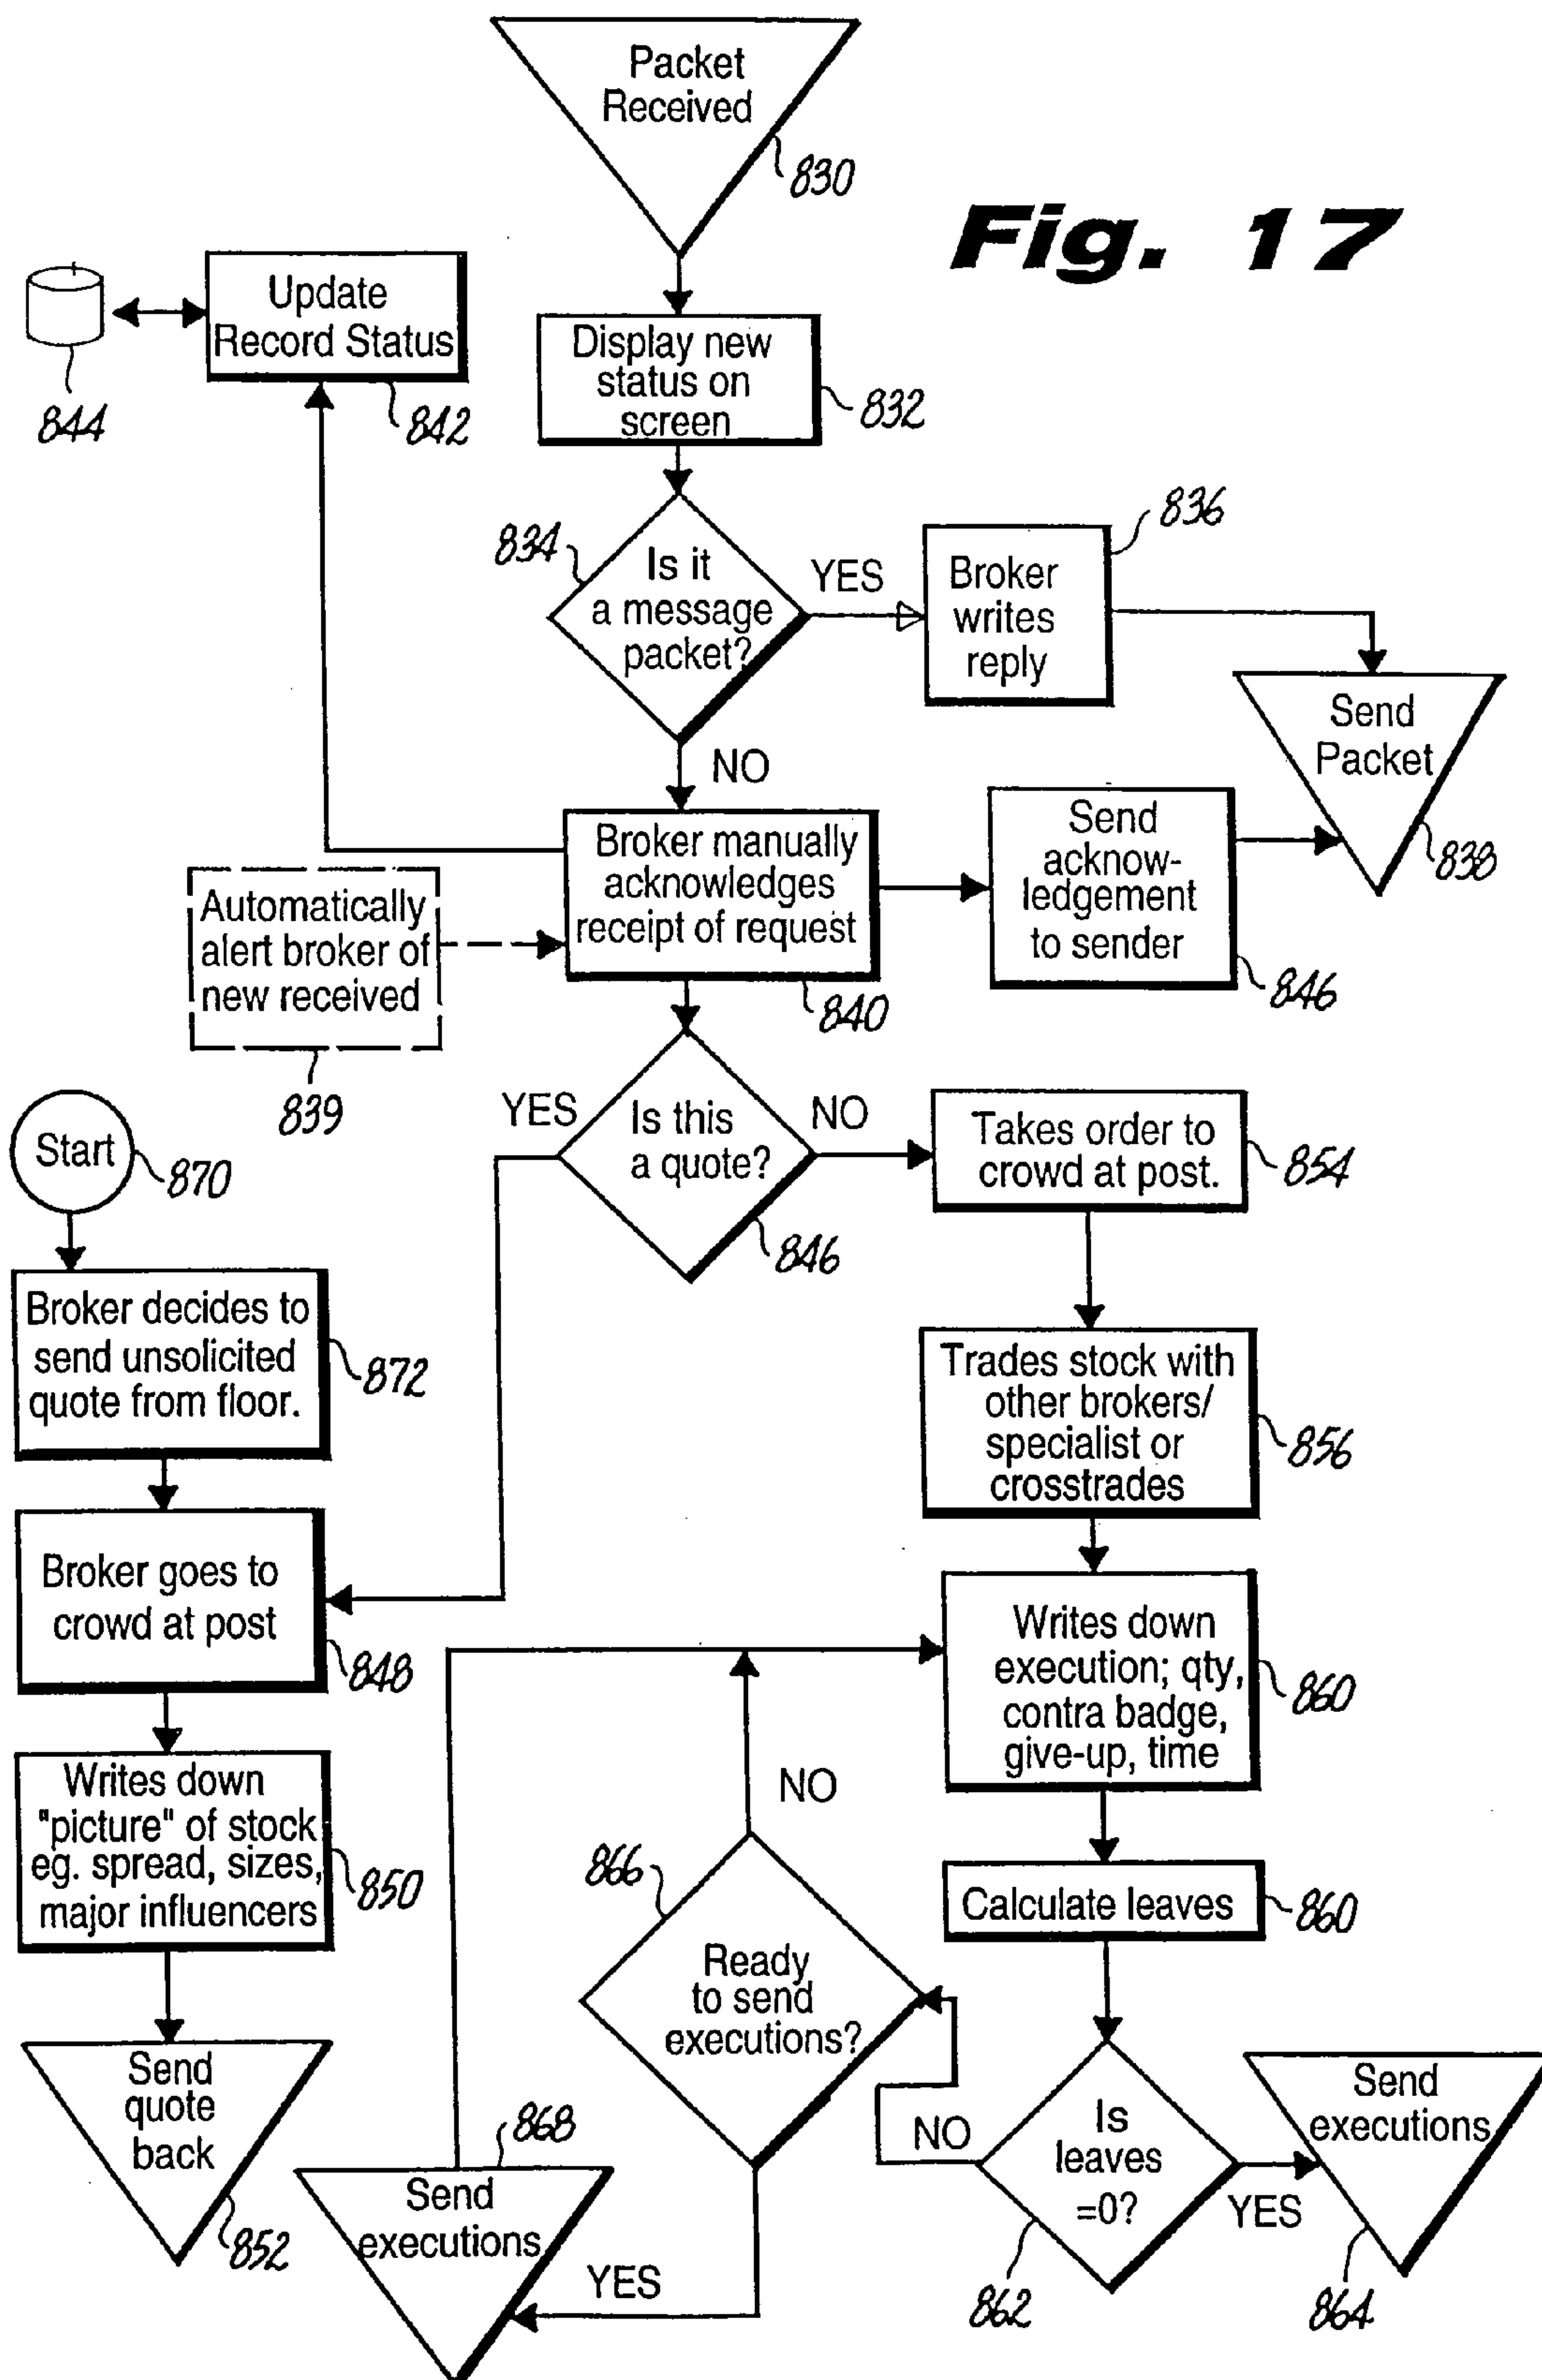 Packet
Received
830
Fig. 17
Update
Record Status
844
842
Display new
status on
screen
832
834
Is it
a message
packet?
YES
836
Broker
writes
reply
Send
Packet
838
NO
Broker manually
acknowledges
receipt of request
840
Send
acknow-
ledgement
to sender
846
Automatically
alert broker of
new received
839
YES
Is this
a quote?
NO
846
Takes order to
crowd at post.
854
Start
870
Broker decides to
send unsolicited
quote from floor.
872
Trades stock with
other brokers/
specialist or
crosstrades
856
Broker goes to
crowd at post
848
Writes down
execution; qty,
contra badge,
give-up, time
860
Writes down
"picture" of stock
eg. spread, sizes,
major influencers
850
NO
866
Ready
to send
executions?
Calculate leaves
860
Send
quote
back
852
868
Send
executions
YES
NO
Is
leaves
=0?
YES
862
Send
executions
864